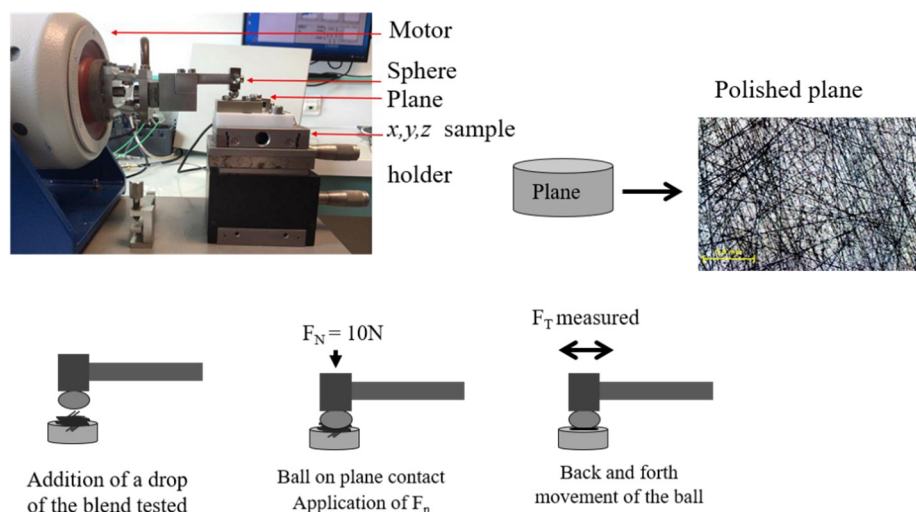 Motor
Sphere
Plane
x,y,z sample
holder
Polished plane
Plane
F_N = 10N
F_T measured
Addition of a drop
of the blend tested
Ball on plane contact
Application of F_n
Back and forth
movement of the ball